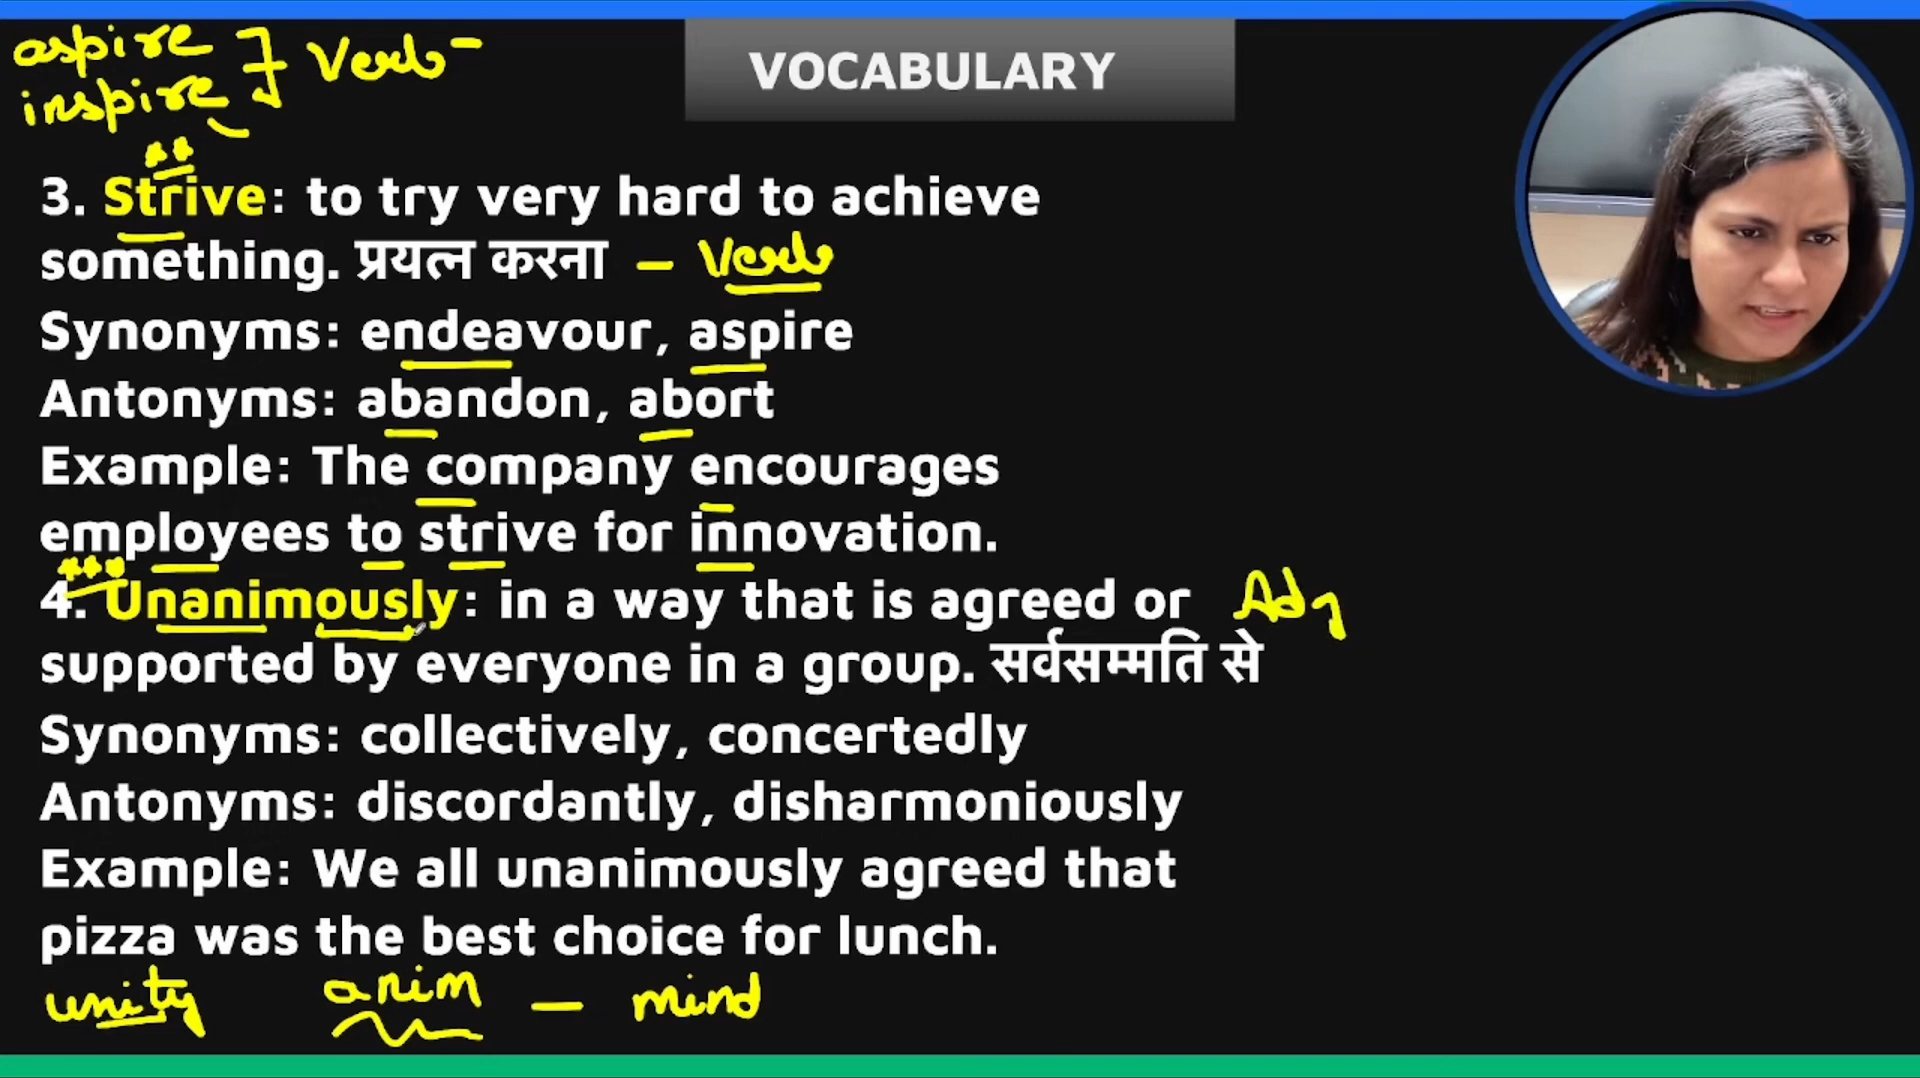 aspire
inspire ] Verb -
VOCABULARY
3. Strive: to try very hard to achieve
something. प्रयत्न करना - Verb
Synonyms: endeavour, aspire
Antonyms: abandon, abort
Example: The company encourages
employees to strive for innovation.
4. Unanimously: in a way that is agreed or
supported by everyone in a group. सर्वसम्मति से
Synonyms: collectively, concertedly
Antonyms: discordantly, disharmoniously
Example: We all unanimously agreed that
pizza was the best choice for lunch.
unity anim - mind